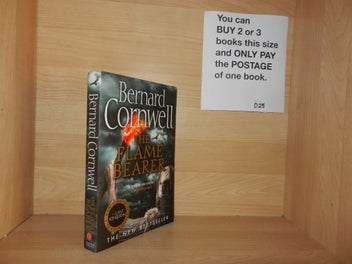 You can
BUY 2 or 3
books this size
and ONLY PAY
the POSTAGE
of one book.
D25
Bernard
Cornwell
THE
FLAME
BEARER
THE NEW BESTSELLER
Bernard Cornwell